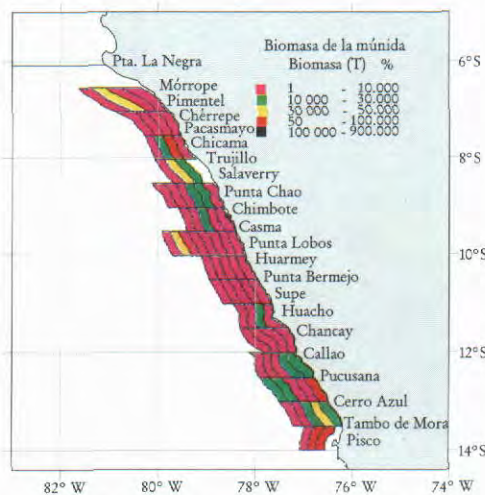 Biomasa de la múnida
Biomasa (T) %
1 - 10.000
10 000 - 30.000
30 000 - 50.000
50 - 100.000
100 000 - 900.000
Pta. La Negra
Mórrope
Pimentel
Chérrepe
Pacasmayo
Chicama
Trujillo
Salaverry
Punta Chao
Chimbote
Casma
Punta Lobos
Huarmey
Punta Bermejo
Supe
Huacho
Chancay
Callao
Pucusana
Cerro Azul
Tambo de Mora
Pisco
6°S
8°S
10°S
12°S
14°S
82° W
80° W
78° W
76° W
74° W